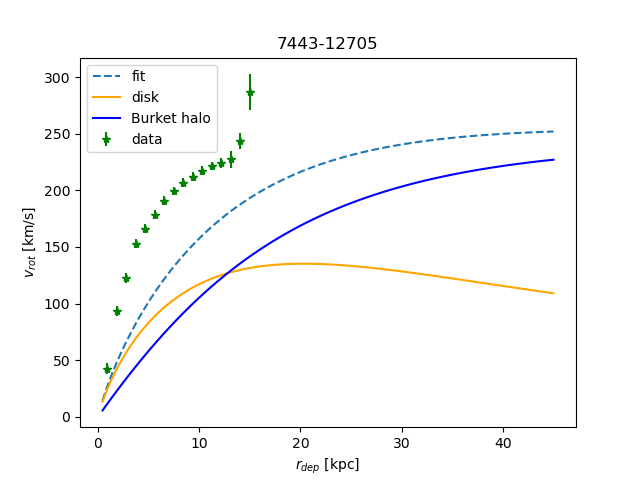 7443-12705
fit
disk
Burket halo
data
300
250
200
150
100
50
0
v_rot [km/s]
0 10 20 30 40
r_dep [kpc]